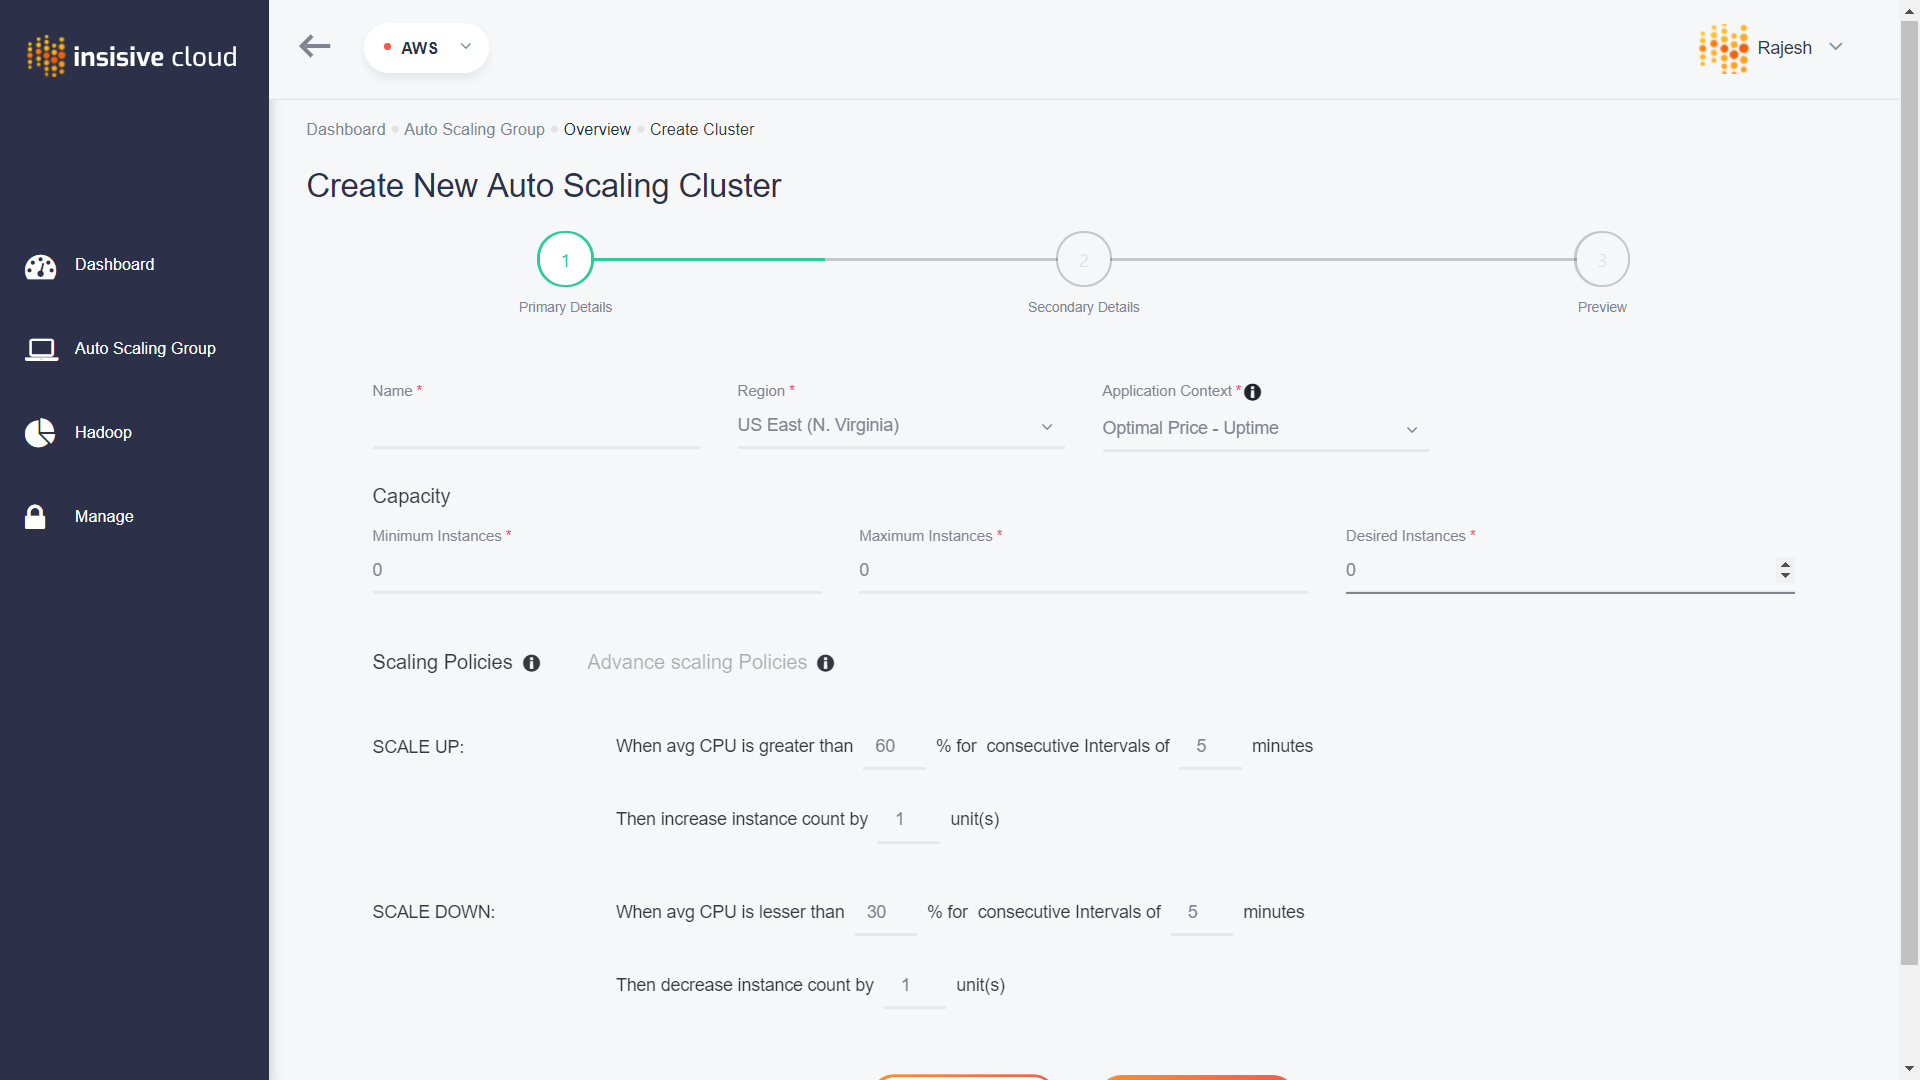 insisive cloud
AWS
Rajesh
Dashboard Auto Scaling Group Overview Create Cluster
Create New Auto Scaling Cluster
1 2 3
Primary Details Secondary Details Preview
Dashboard
Auto Scaling Group
Hadoop
Manage
Name * Region * Application Context * i
US East (N. Virginia) Optimal Price - Uptime
Capacity
Minimum Instances * Maximum Instances * Desired Instances *
0 0 0
Scaling Policies i Advance scaling Policies i
SCALE UP: When avg CPU is greater than 60 % for consecutive Intervals of 5 minutes
Then increase instance count by 1 unit(s)
SCALE DOWN: When avg CPU is lesser than 30 % for consecutive Intervals of 5 minutes
Then decrease instance count by 1 unit(s)